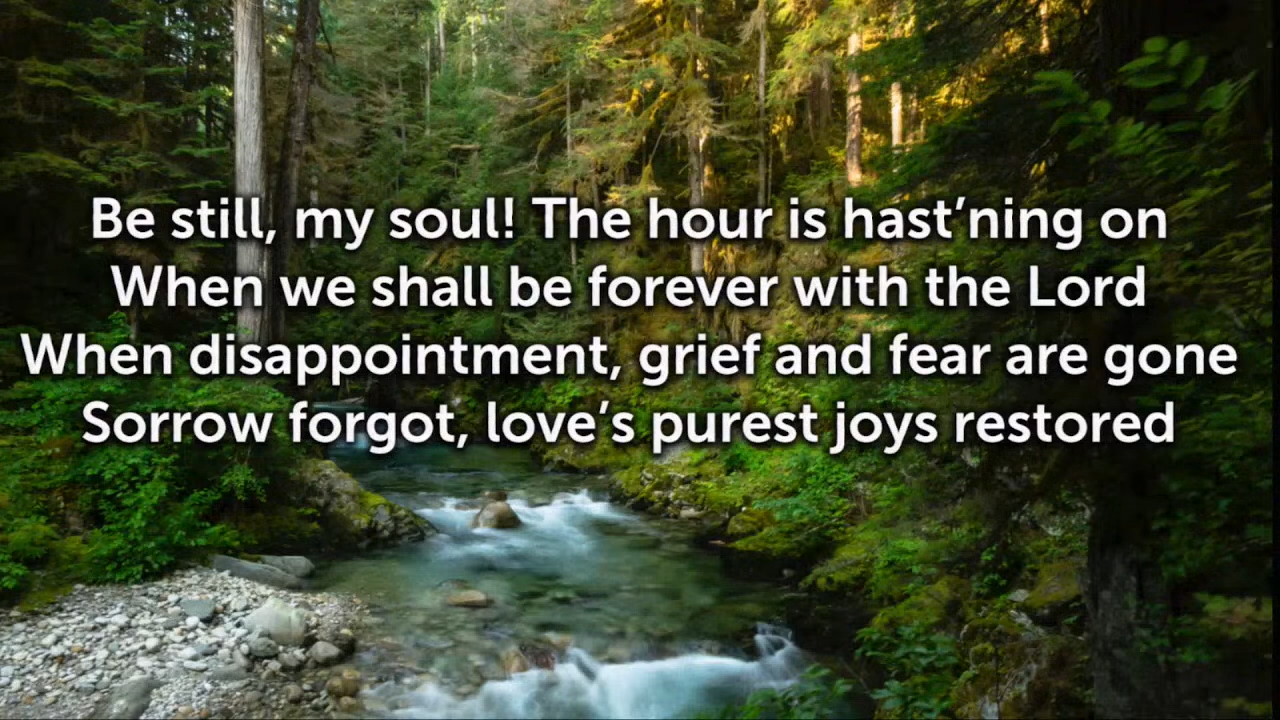 Be still, my soul! The hour is hast’ning on
When we shall be forever with the Lord
When disappointment, grief and fear are gone
Sorrow forgot, love’s purest joys restored